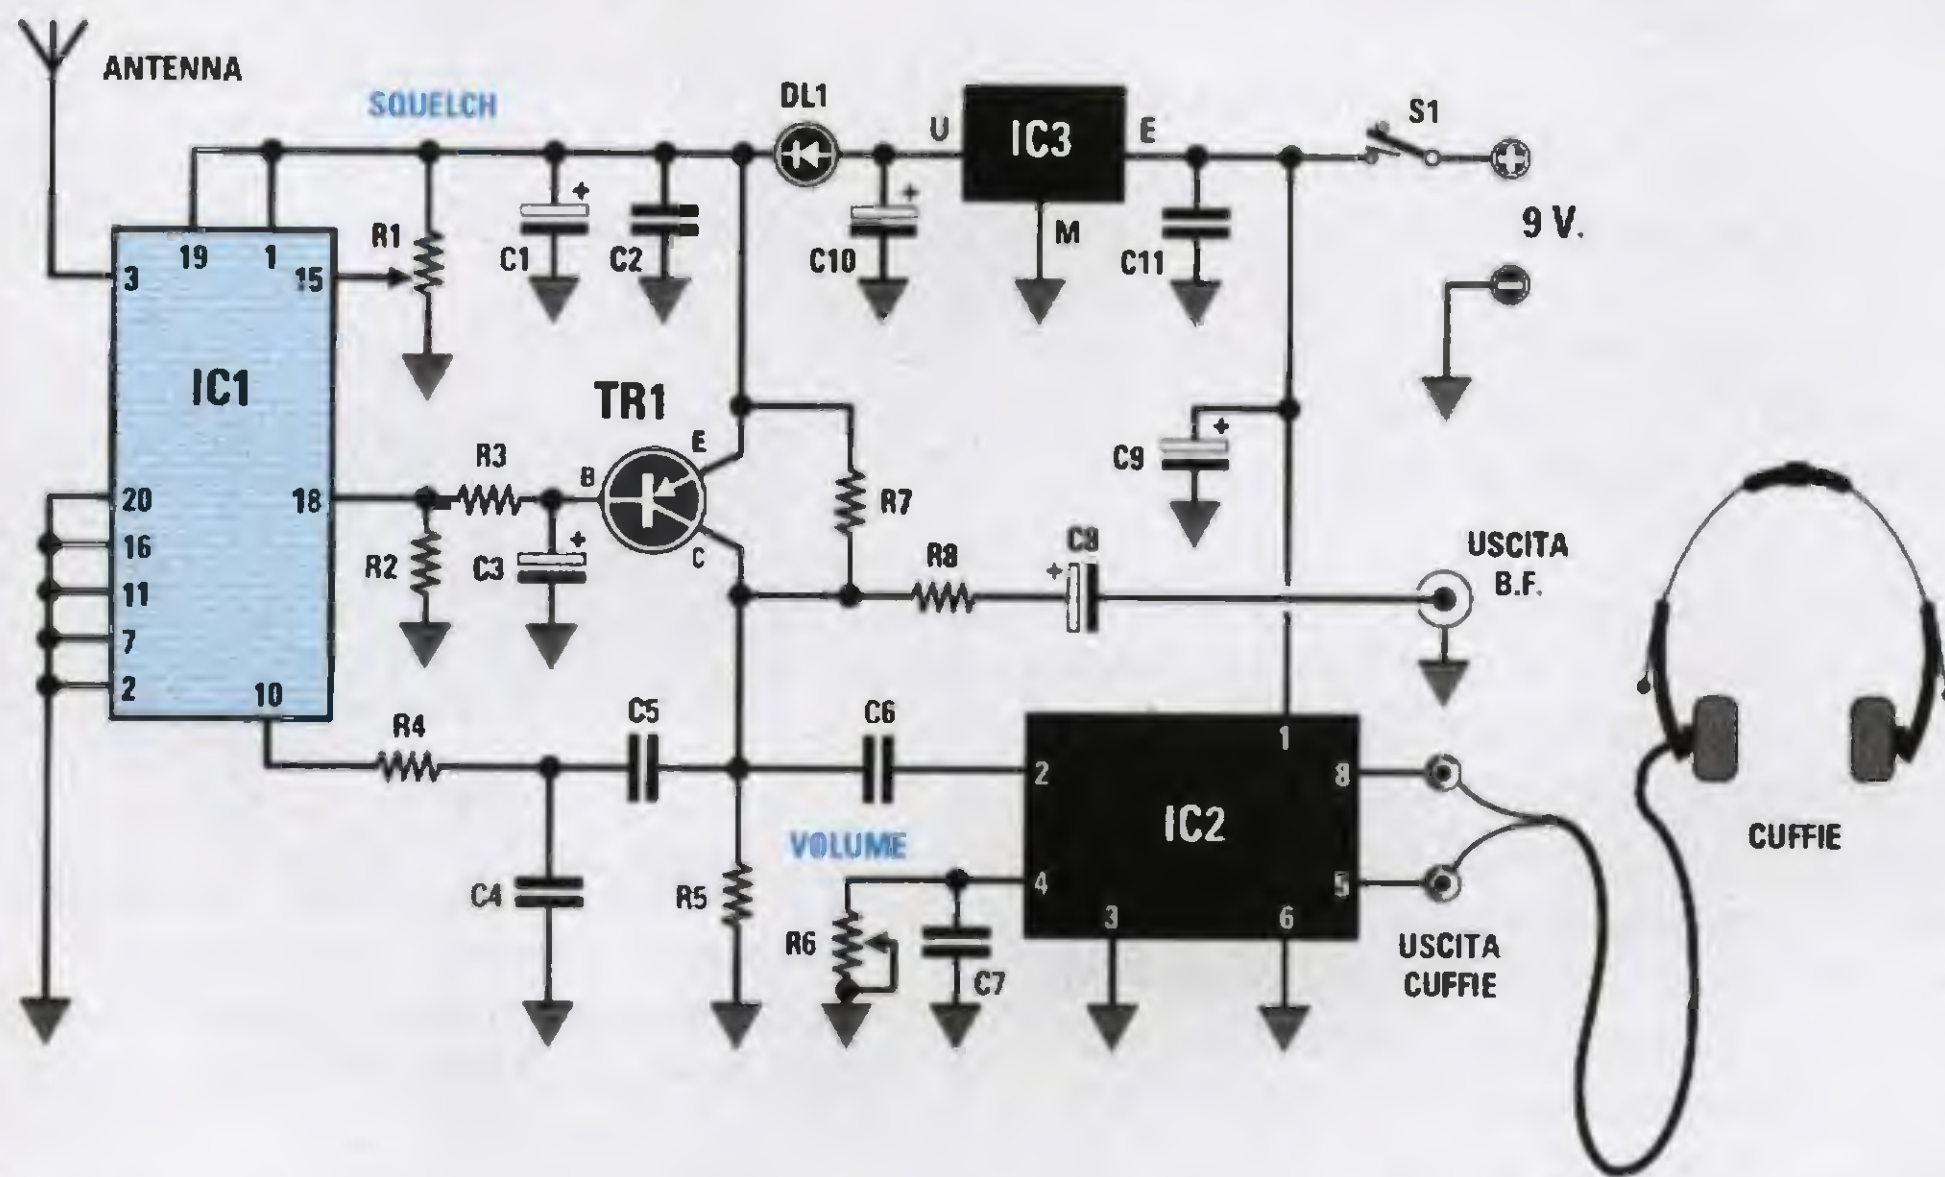 ANTENNA
SQUELCH
DL1
U
IC3
E
S1
M
9 V.
19
1
3
15
R1
C1
+
C2
C10
+
C11
IC1
TR1
E
B
C
R3
R7
C9
+
20
18
16
11
7
2
10
R2
C3
+
R8
C8
+
USCITA
B.F.
R4
C5
C6
1
2
8
IC2
CUFFIE
VOLUME
C4
R5
R6
4
5
3
6
C7
USCITA
CUFFIE